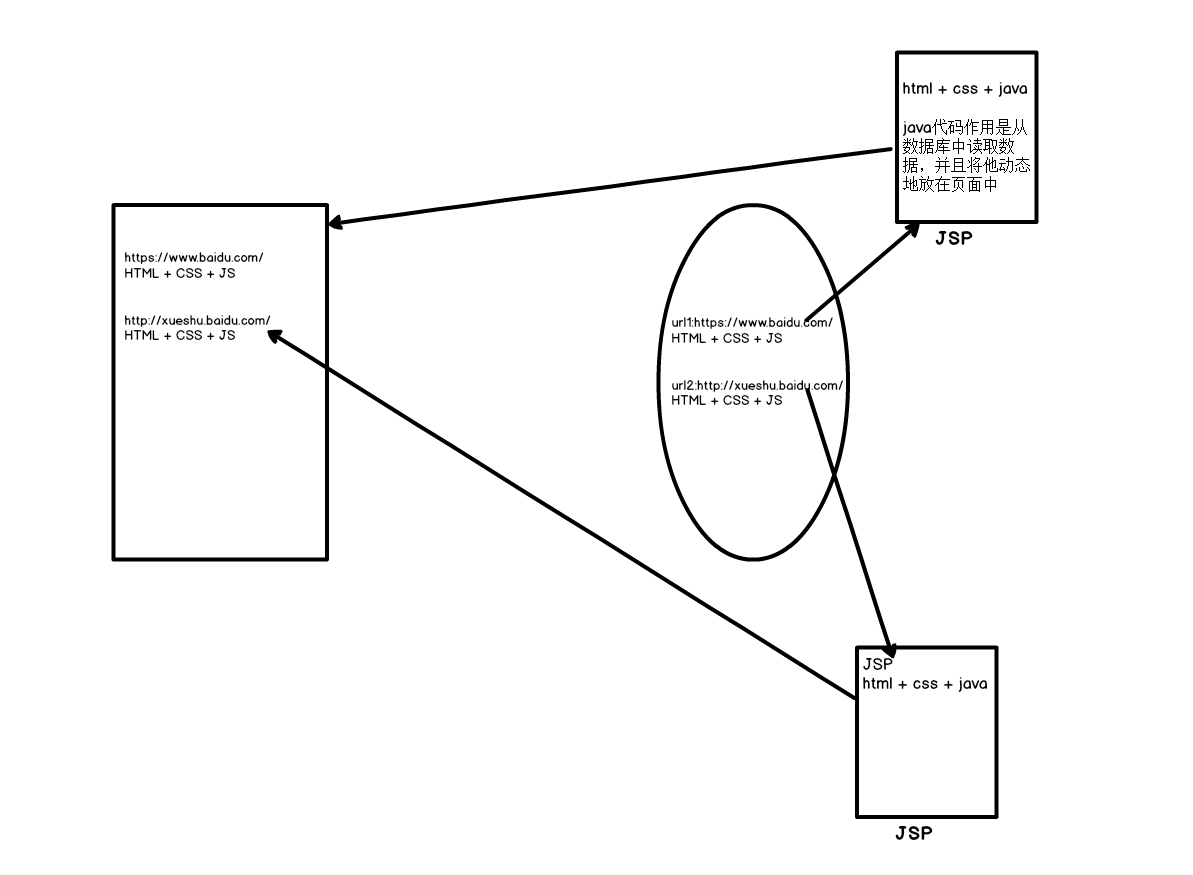 html + css + java
java代码作用是从
数据库中读取数
据，并且将他动态
地放在页面中
JSP
https://www.baidu.com/
HTML + CSS + JS
http://xueshu.baidu.com/
HTML + CSS + JS
url1:https://www.baidu.com/
HTML + CSS + JS
url2:http://xueshu.baidu.com/
HTML + CSS + JS
JSP
html + css + java
JSP